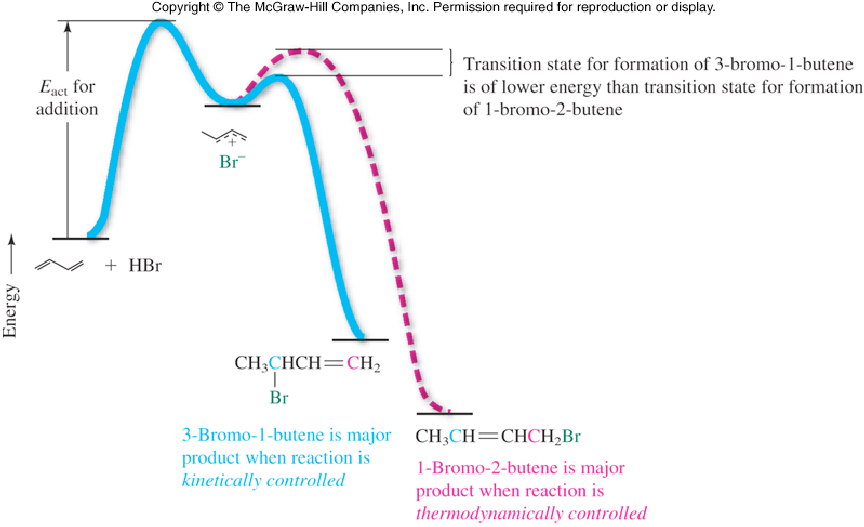 Copyright © The McGraw-Hill Companies, Inc. Permission required for reproduction or display.
Eact for
addition
Transition state for formation of 3-bromo-1-butene
is of lower energy than transition state for formation
of 1-bromo-2-butene
+
Br−
+ HBr
Energy
CH3CHCH=CH2
Br
3-Bromo-1-butene is major
product when reaction is
kinetically controlled
CH3CH=CHCH2Br
1-Bromo-2-butene is major
product when reaction is
thermodynamically controlled